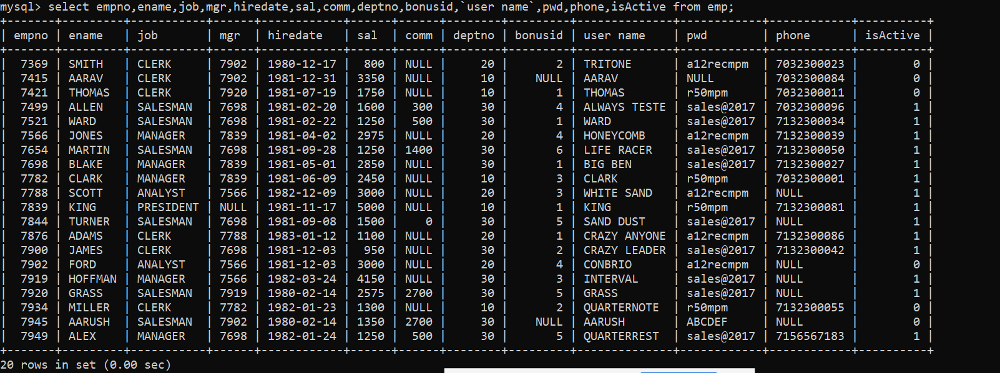 mysql> select empno,ename,job,mgr,hiredate,sal,comm,deptno,bonusid,`user name`,pwd,phone,isActive from emp;
+-------+---------+-----------+------+------------+------+------+--------+---------+-------------+------------+------------+----------+
| empno | ename   | job       | mgr  | hiredate   | sal  | comm | deptno | bonusid | user name   | pwd        | phone      | isActive |
+-------+---------+-----------+------+------------+------+------+--------+---------+-------------+------------+------------+----------+
|  7369 | SMITH   | CLERK     | 7902 | 1980-12-17 |  800 | NULL |     20 |       2 | TRITONE     | a12recmpm  | 7032300023 |        0 |
|  7415 | AARAV   | CLERK     | 7902 | 1981-12-31 | 3350 | NULL |     10 |    NULL | AARAV       | NULL       | 7032300084 |        0 |
|  7421 | THOMAS  | CLERK     | 7920 | 1981-07-19 | 1750 | NULL |     10 |       1 | THOMAS      | r50mpm     | 7032300011 |        0 |
|  7499 | ALLEN   | SALESMAN  | 7698 | 1981-02-20 | 1600 |  300 |     30 |       4 | ALWAYS TESTE | sales@2017 | 7032300096 |        1 |
|  7521 | WARD    | SALESMAN  | 7698 | 1981-02-22 | 1250 |  500 |     30 |       1 | WARD        | sales@2017 | 7132300034 |        1 |
|  7566 | JONES   | MANAGER   | 7839 | 1981-04-02 | 2975 | NULL |     20 |       4 | HONEYCOMB   | a12recmpm  | 7132300039 |        1 |
|  7654 | MARTIN  | SALESMAN  | 7698 | 1981-09-28 | 1250 | 1400 |     30 |       6 | LIFE RACER  | sales@2017 | 7132300050 |        1 |
|  7698 | BLAKE   | MANAGER   | 7839 | 1981-05-01 | 2850 | NULL |     30 |       1 | BIG BEN     | sales@2017 | 7132300027 |        1 |
|  7782 | CLARK   | MANAGER   | 7839 | 1981-06-09 | 2450 | NULL |     10 |       3 | CLARK       | r50mpm     | 7032300001 |        1 |
|  7788 | SCOTT   | ANALYST   | 7566 | 1982-12-09 | 3000 | NULL |     20 |       3 | WHITE SAND  | a12recmpm  | NULL       |        1 |
|  7839 | KING    | PRESIDENT | NULL | 1981-11-17 | 5000 | NULL |     10 |       1 | KING        | r50mpm     | 7132300081 |        1 |
|  7844 | TURNER  | SALESMAN  | 7698 | 1981-09-08 | 1500 |    0 |     30 |       5 | SAND DUST   | sales@2017 | NULL       |        1 |
|  7876 | ADAMS   | CLERK     | 7788 | 1983-01-12 | 1100 | NULL |     20 |       1 | CRAZY ANYONE | a12recmpm  | 7132300086 |        1 |
|  7900 | JAMES   | CLERK     | 7698 | 1981-12-03 |  950 | NULL |     30 |       2 | CRAZY LEADER | sales@2017 | 7132300042 |        1 |
|  7902 | FORD    | ANALYST   | 7566 | 1981-12-03 | 3000 | NULL |     20 |       4 | CONBRIO     | a12recmpm  | NULL       |        0 |
|  7919 | HOFFMAN | MANAGER   | 7566 | 1982-03-24 | 4150 | NULL |     30 |       3 | INTERVAL    | sales@2017 | NULL       |        1 |
|  7920 | GRASS   | SALESMAN  | 7919 | 1980-02-14 | 2575 | 2700 |     30 |       5 | GRASS       | sales@2017 | NULL       |        1 |
|  7934 | MILLER  | CLERK     | 7782 | 1982-01-23 | 1300 | NULL |     10 |       2 | QUARTERNOTE | r50mpm     | 7132300055 |        0 |
|  7945 | AARUSH  | SALESMAN  | 7902 | 1980-02-14 | 1350 | 2700 |     30 |    NULL | AARUSH      | ABCDEF     | NULL       |        0 |
|  7949 | ALEX    | MANAGER   | 7698 | 1982-01-24 | 1250 |  500 |     30 |       5 | QUARTERREST | sales@2017 | 7156567183 |        1 |
+-------+---------+-----------+------+------------+------+------+--------+---------+-------------+------------+------------+----------+
20 rows in set (0.00 sec)